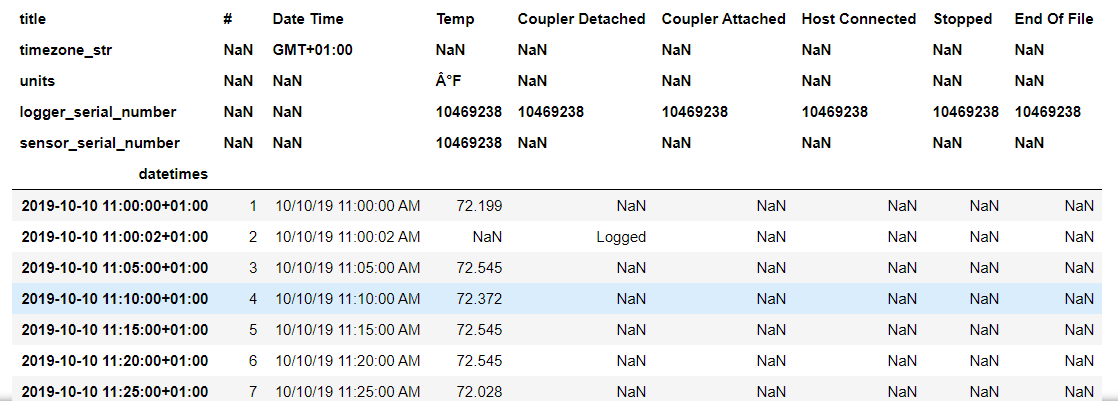 title # Date Time Temp Coupler Detached Coupler Attached Host Connected Stopped End Of File
timezone_str NaN GMT+01:00 NaN NaN NaN NaN NaN NaN
units NaN NaN Â°F NaN NaN NaN NaN NaN
logger_serial_number NaN NaN 10469238 10469238 10469238 10469238 10469238 10469238
sensor_serial_number NaN NaN 10469238 NaN NaN NaN NaN NaN
datetimes
2019-10-10 11:00:00+01:00 1 10/10/19 11:00:00 AM 72.199 NaN NaN NaN NaN NaN
2019-10-10 11:00:02+01:00 2 10/10/19 11:00:02 AM NaN Logged NaN NaN NaN NaN
2019-10-10 11:05:00+01:00 3 10/10/19 11:05:00 AM 72.545 NaN NaN NaN NaN NaN
2019-10-10 11:10:00+01:00 4 10/10/19 11:10:00 AM 72.372 NaN NaN NaN NaN NaN
2019-10-10 11:15:00+01:00 5 10/10/19 11:15:00 AM 72.545 NaN NaN NaN NaN NaN
2019-10-10 11:20:00+01:00 6 10/10/19 11:20:00 AM 72.545 NaN NaN NaN NaN NaN
2019-10-10 11:25:00+01:00 7 10/10/19 11:25:00 AM 72.028 NaN NaN NaN NaN NaN